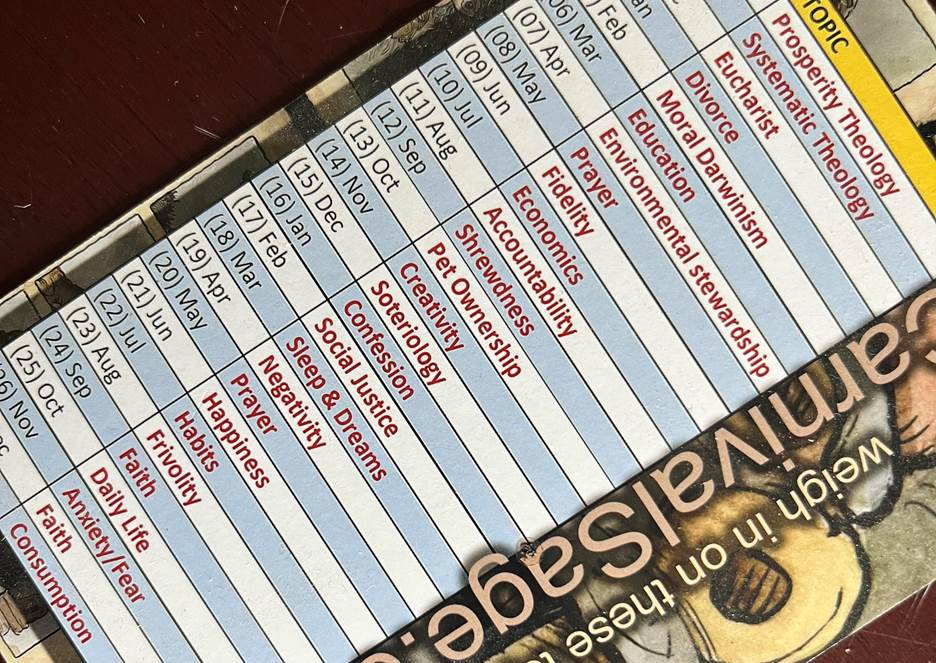 TOPIC
Prosperity Theology
Systematic Theology
Eucharist
Divorce
) Feb Moral Darwinism
06) Mar Education
(07) Apr Environmental stewardship
(08) May Prayer
(09) Jun Fidelity
(10) Jul Economics
(11) Aug Accountability
(12) Sep Shrewdness
(13) Oct Pet Ownership
(14) Nov Creativity
(15) Dec Soteriology
(16) Jan Confession
(17) Feb Social Justice
(18) Mar Sleep & Dreams
(19) Apr Negativity
(20) May Prayer
(21) Jun Happiness
(22) Jul Habits
(23) Aug Frivolity
(24) Sep Faith
(25) Oct Daily Life
26) Nov Anxiety/Fear
Faith
Consumption
weigh in on these
CarnivalSage.